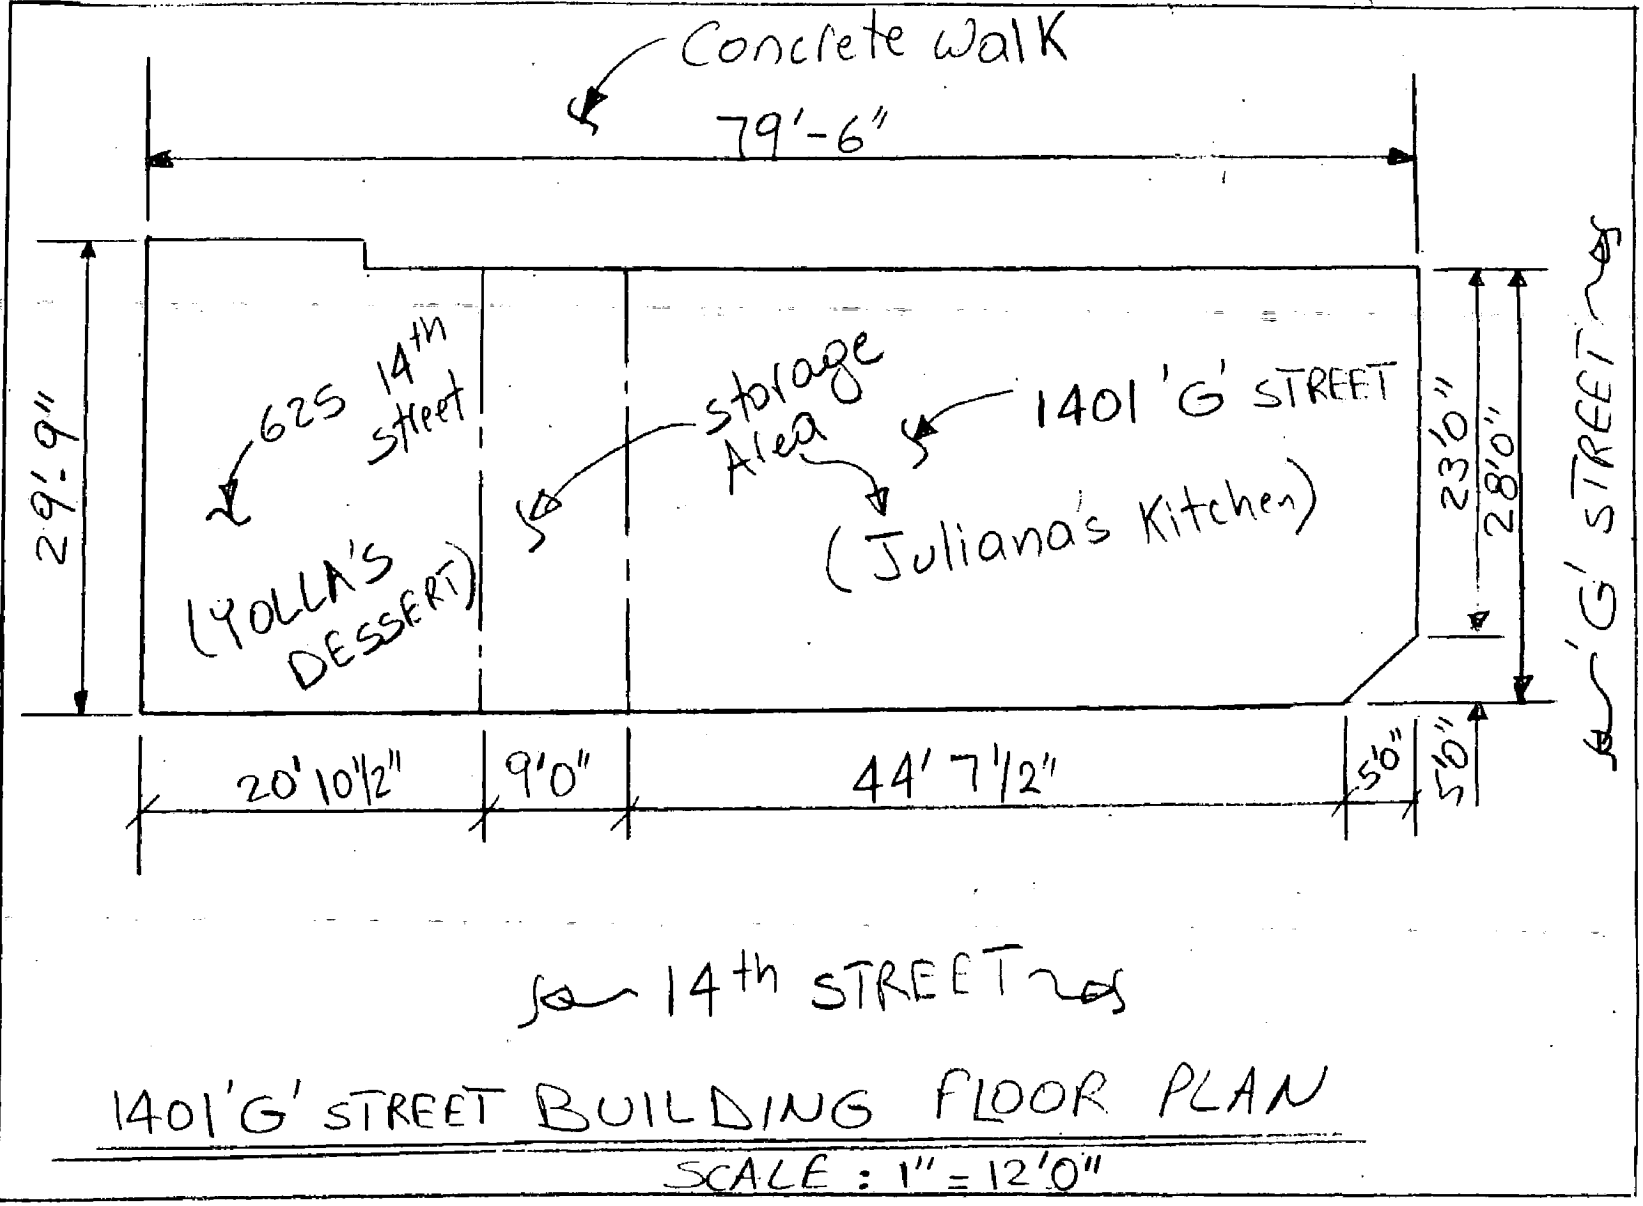 Concrete walk
79'-6"
29'-9"
625 14th
street
(YOLLA'S
DESSERT)
storage
Area
1401 'G' STREET
(Juliana's Kitchen)
23'0"
28'0"
'G' STREET
20' 10 1/2"
9'0"
44' 7 1/2"
5'0"
5'0"
14th STREET
1401 'G' STREET BUILDING FLOOR PLAN
SCALE : 1" = 12'0"